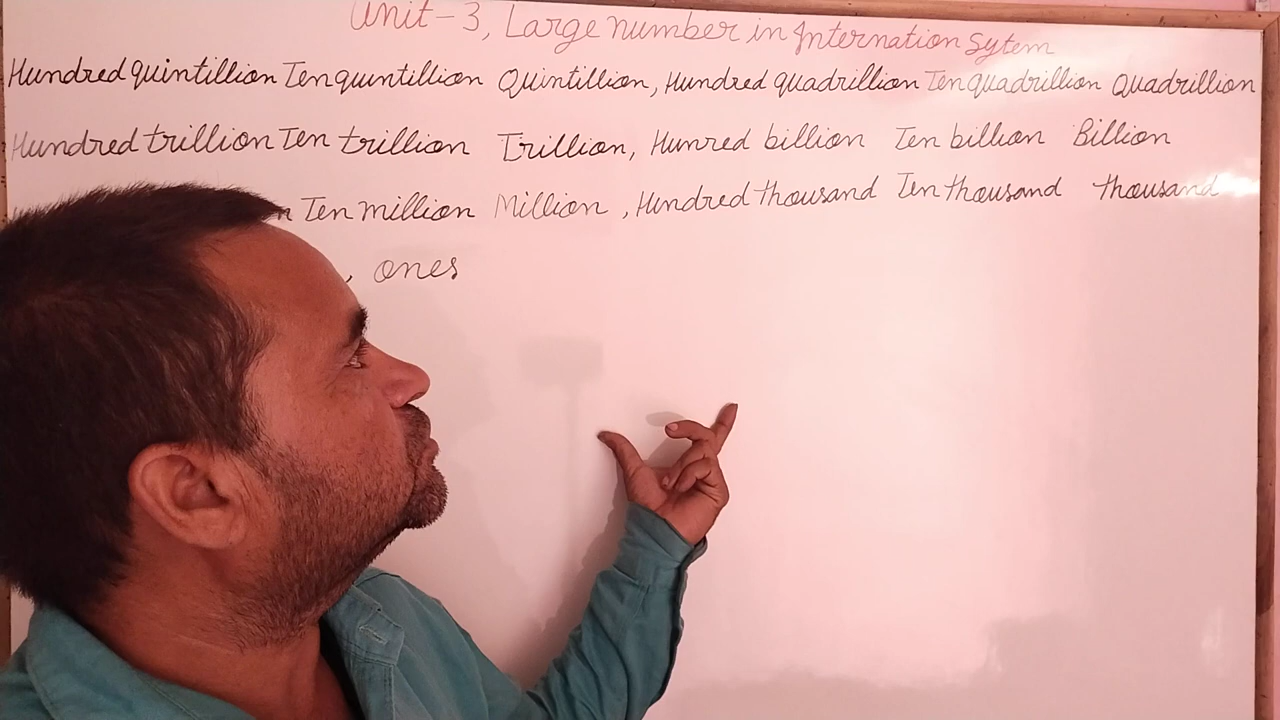 Unit-3, Large number in Internation Sytem
Hundred quintillion Ten quintillion Quintillion, Hundred quadrillion Ten Quadrillion Quadrillion
Hundred trillion Ten trillion Trillion, Hunred billion Ten billion Billion
Ten million Million, Hundred thousand Ten thousand thousand
, ones